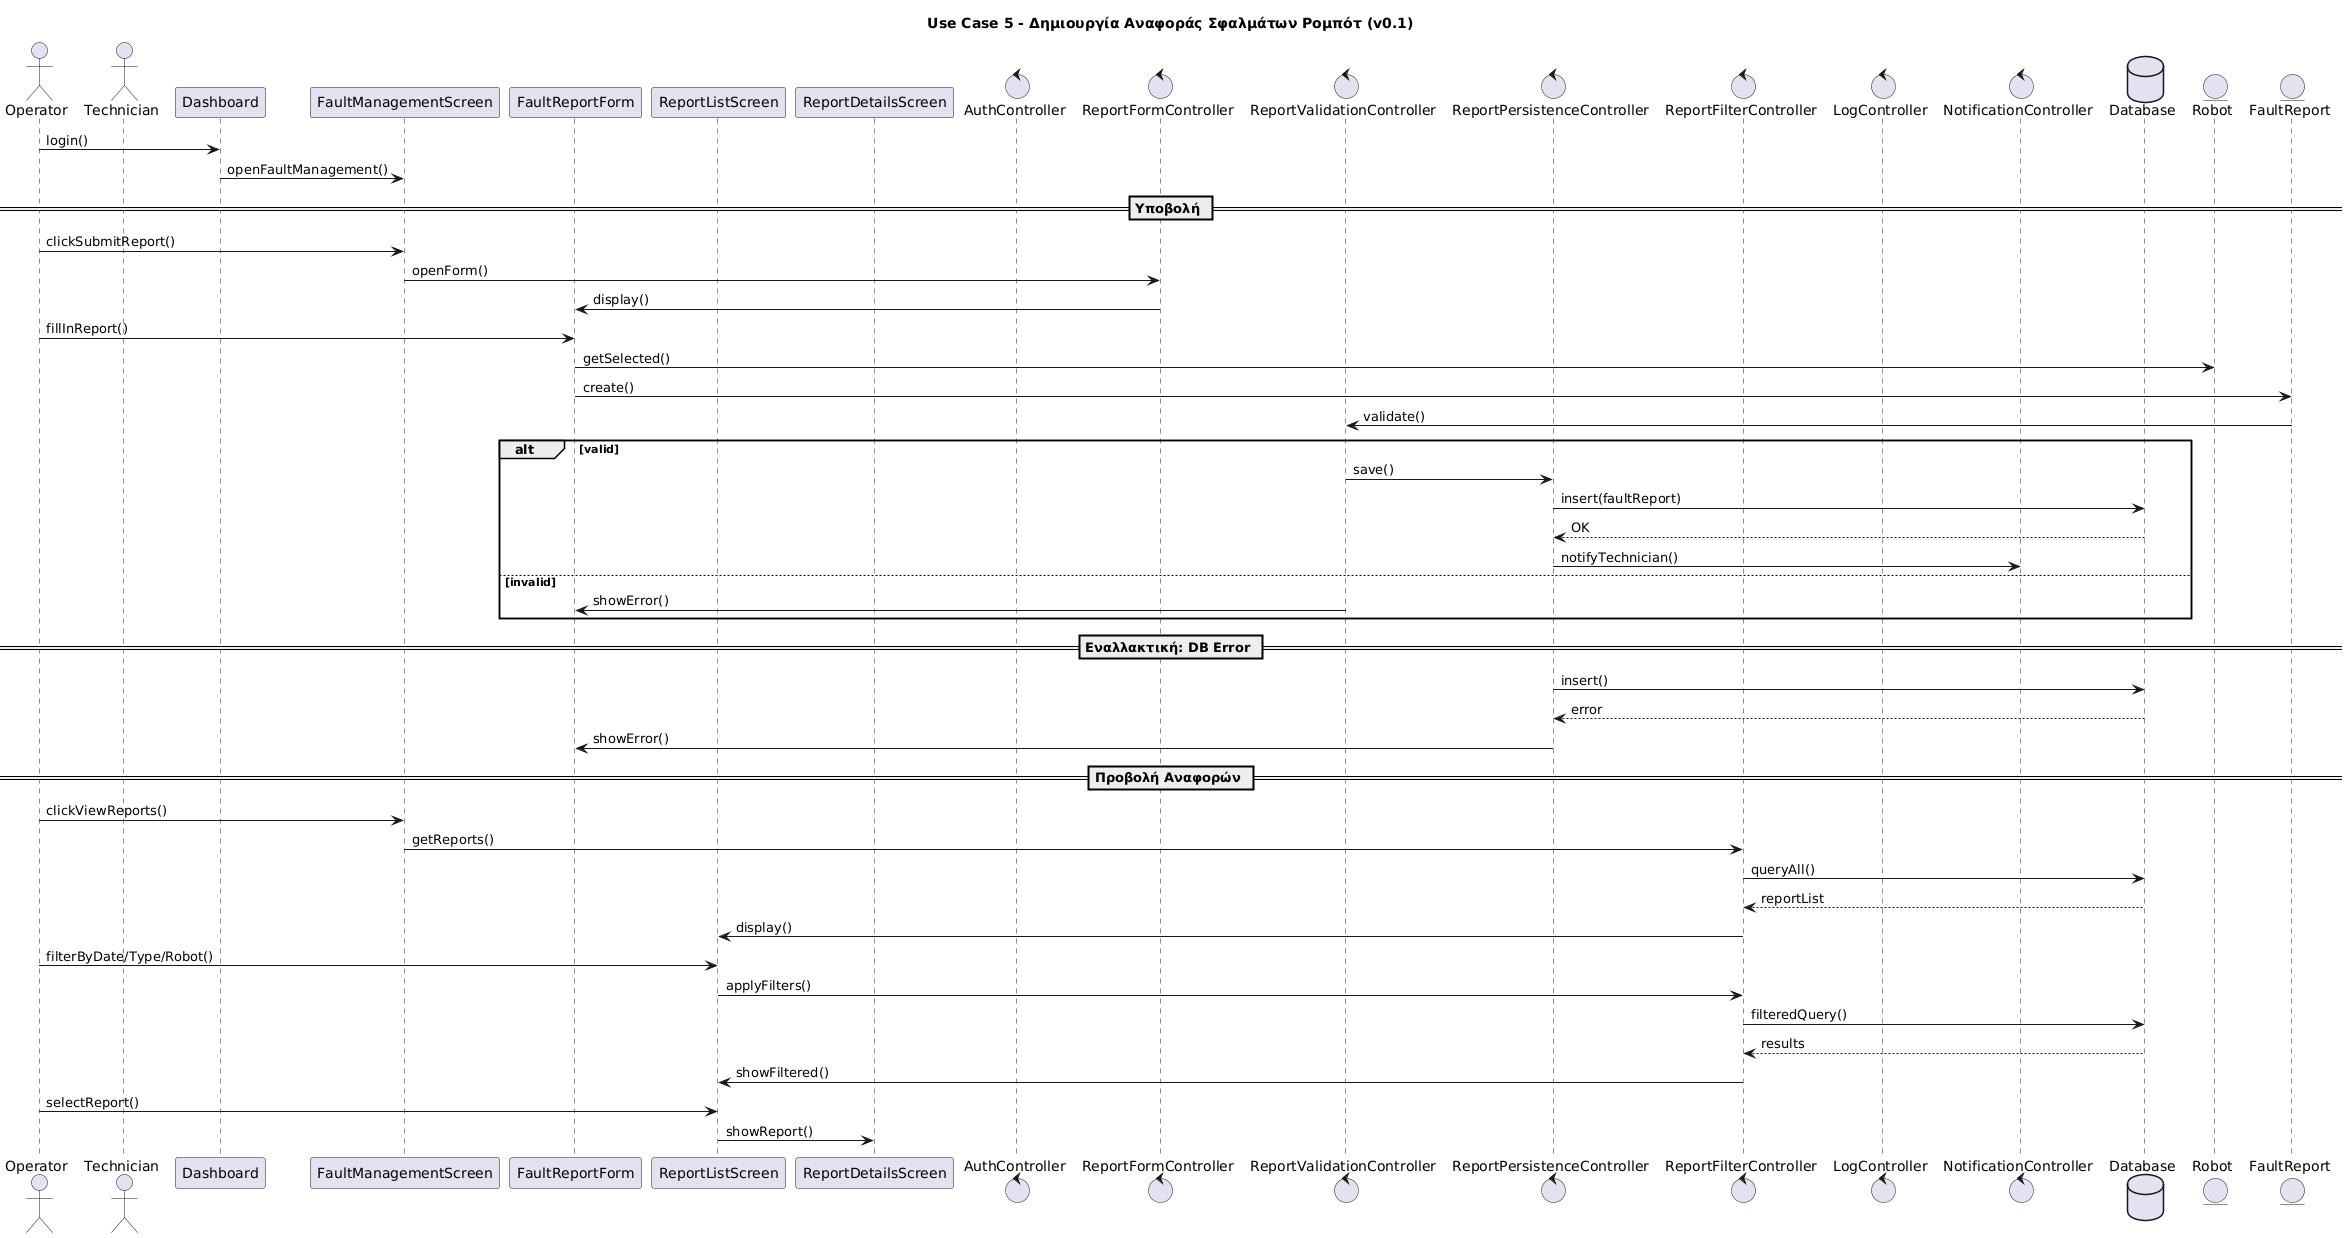 Use Case 5 - Δημιουργία Αναφοράς Σφαλμάτων Ρομπότ (v0.1)
Operator
Technician
Dashboard
FaultManagementScreen
FaultReportForm
ReportListScreen
ReportDetailsScreen
AuthController
ReportFormController
ReportValidationController
ReportPersistenceController
ReportFilterController
LogController
NotificationController
Database
Robot
FaultReport
login()
openFaultManagement()
Υποβολή
clickSubmitReport()
openForm()
display()
fillInReport()
getSelected()
create()
validate()
alt
[valid]
save()
insert(faultReport)
OK
notifyTechnician()
[invalid]
showError()
Εναλλακτική: DB Error
insert()
error
showError()
Προβολή Αναφορών
clickViewReports()
getReports()
queryAll()
reportList
display()
filterByDate/Type/Robot()
applyFilters()
filteredQuery()
results
showFiltered()
selectReport()
showReport()
Operator
Technician
Dashboard
FaultManagementScreen
FaultReportForm
ReportListScreen
ReportDetailsScreen
AuthController
ReportFormController
ReportValidationController
ReportPersistenceController
ReportFilterController
LogController
NotificationController
Database
Robot
FaultReport